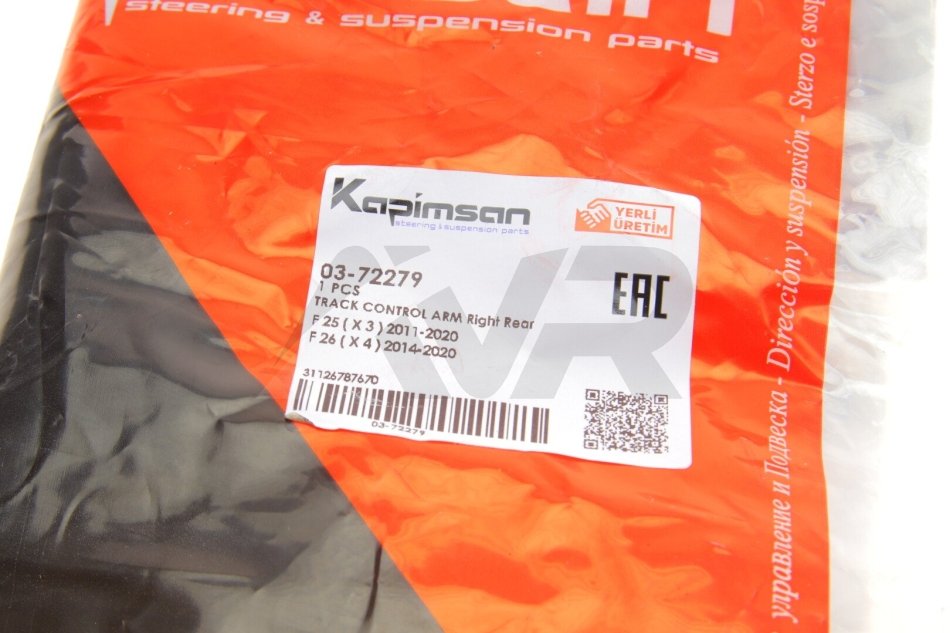 steering & suspension parts
Kapimsan
steering & suspension parts
YERLİ
ÜRETİM
03-72279
1 PCS
TRACK CONTROL ARM Right Rear
F 25 ( X 3 ) 2011-2020
F 26 ( X 4 ) 2014-2020
EAC
31126787670
03-72279
AVR
управление и Подвеска - Dirección y suspensión - Sterzo e